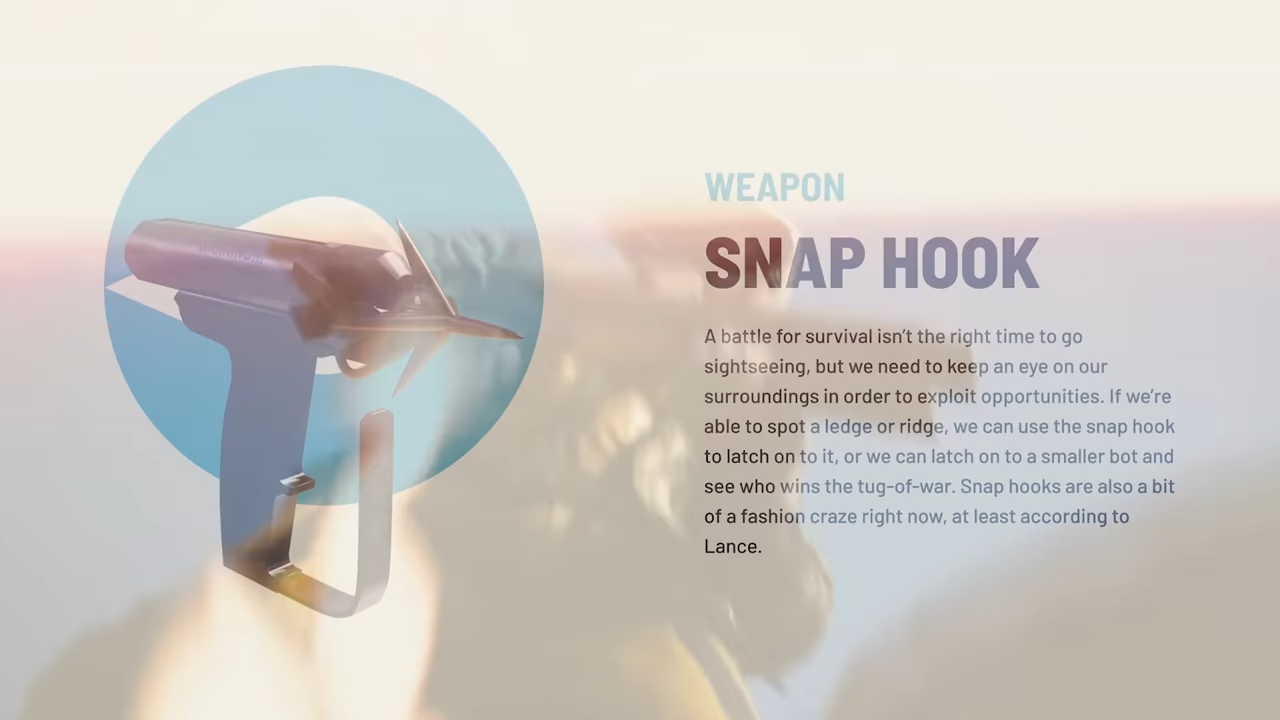 WEAPON
SNAP HOOK
A battle for survival isn't the right time to go
sightseeing, but we need to keep an eye on our
surroundings in order to exploit opportunities. If we're
able to spot a ledge or ridge, we can use the snap hook
to latch on to it, or we can latch on to a smaller bot and
see who wins the tug-of-war. Snap hooks are also a bit
of a fashion craze right now, at least according to
Lance.